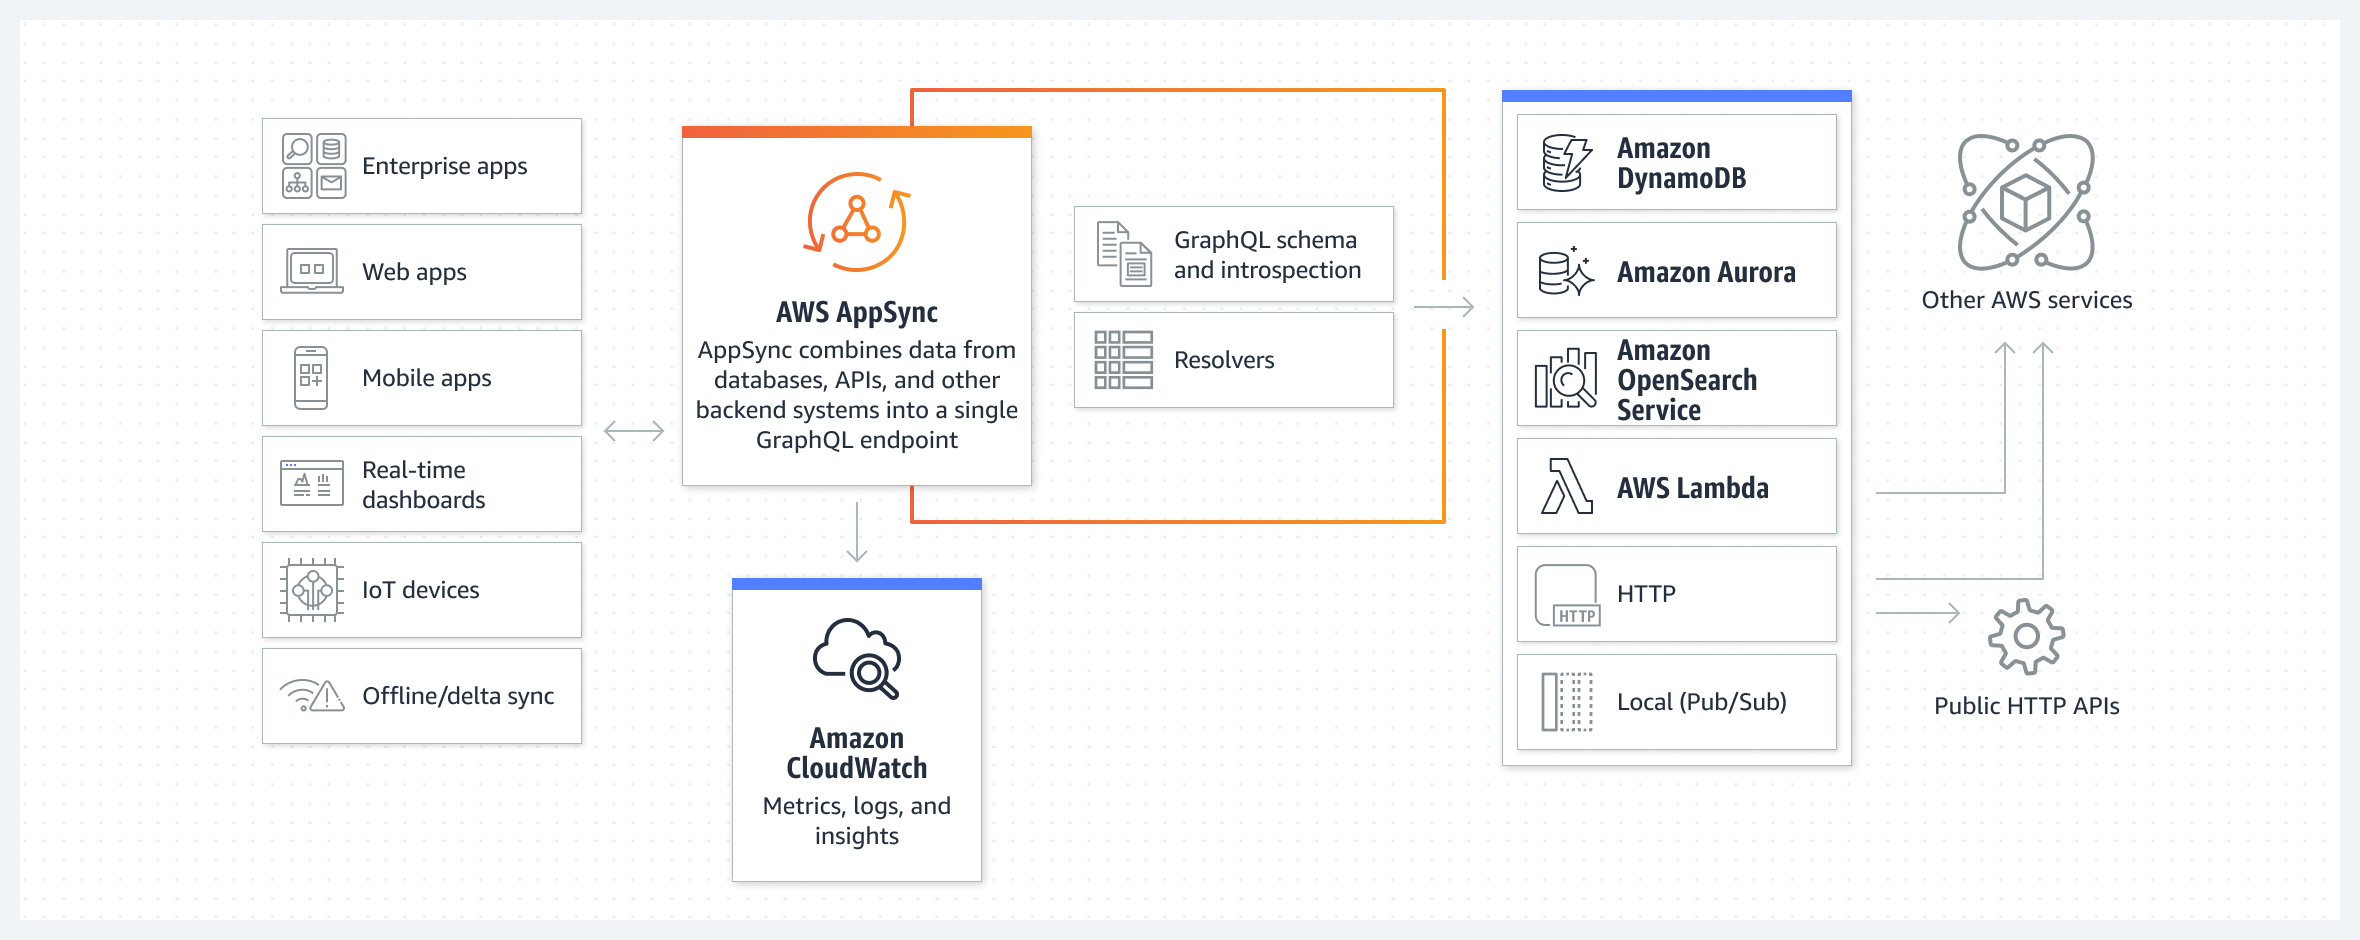 Enterprise apps
Web apps
Mobile apps
Real-time
dashboards
IoT devices
Offline/delta sync
AWS AppSync
AppSync combines data from
databases, APIs, and other
backend systems into a single
GraphQL endpoint
Amazon
CloudWatch
Metrics, logs, and
insights
GraphQL schema
and introspection
Resolvers
Amazon
DynamoDB
Amazon Aurora
Amazon
OpenSearch
Service
AWS Lambda
HTTP
HTTP
Local (Pub/Sub)
Other AWS services
Public HTTP APIs